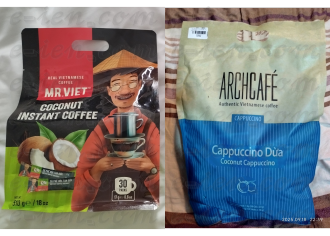 REAL VIETNAMESE
COFFEE
MR.VIET
COCONUT
INSTANT COFFEE
30
ARCHCAFÉ
Authentic Vietnamese coffee
CAPPUCCINO
Cappuccino Dừa
Coconut Cappuccino